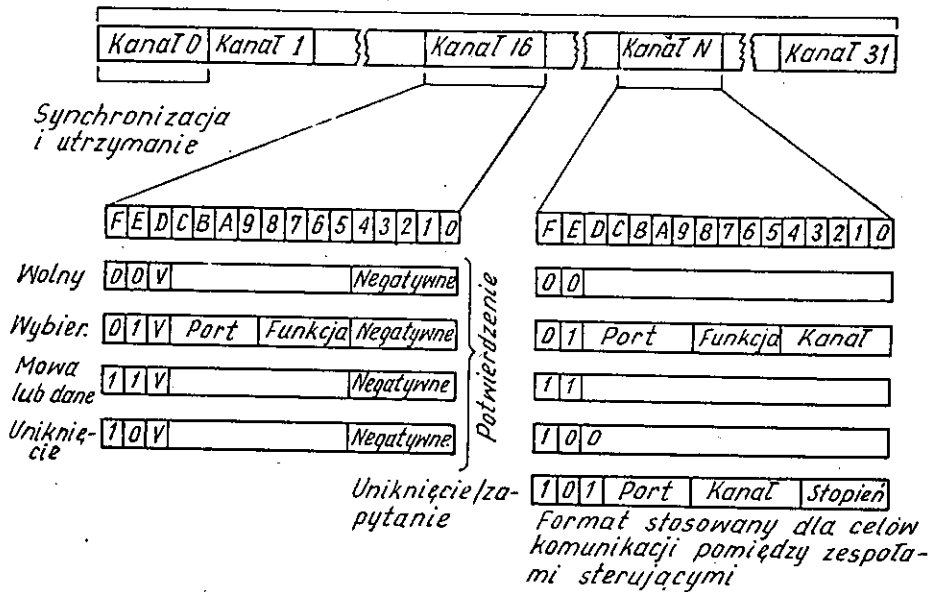 Kanał 0 Kanał 1 Kanał 16 Kanał N Kanał 31
Synchronizacja
i utrzymanie
F E D C B A 9 8 7 6 5 4 3 2 1 0
Wolny 0 0 V Negatywne
Wybier. 0 1 V Port Funkcja Negatywne
Mowa
lub dane 1 1 V Negatywne
Uniknię-
cie 1 0 V Negatywne
Potwierdzenie
F E D C B A 9 8 7 6 5 4 3 2 1 0
0 0
0 1 Port Funkcja Kanał
1 1
1 0 0
Uniknięcie/za-
pytanie
1 0 1 Port Kanał Stopień
Format stosowany dla celów
komunikacji pomiędzy zespoła-
mi sterującymi